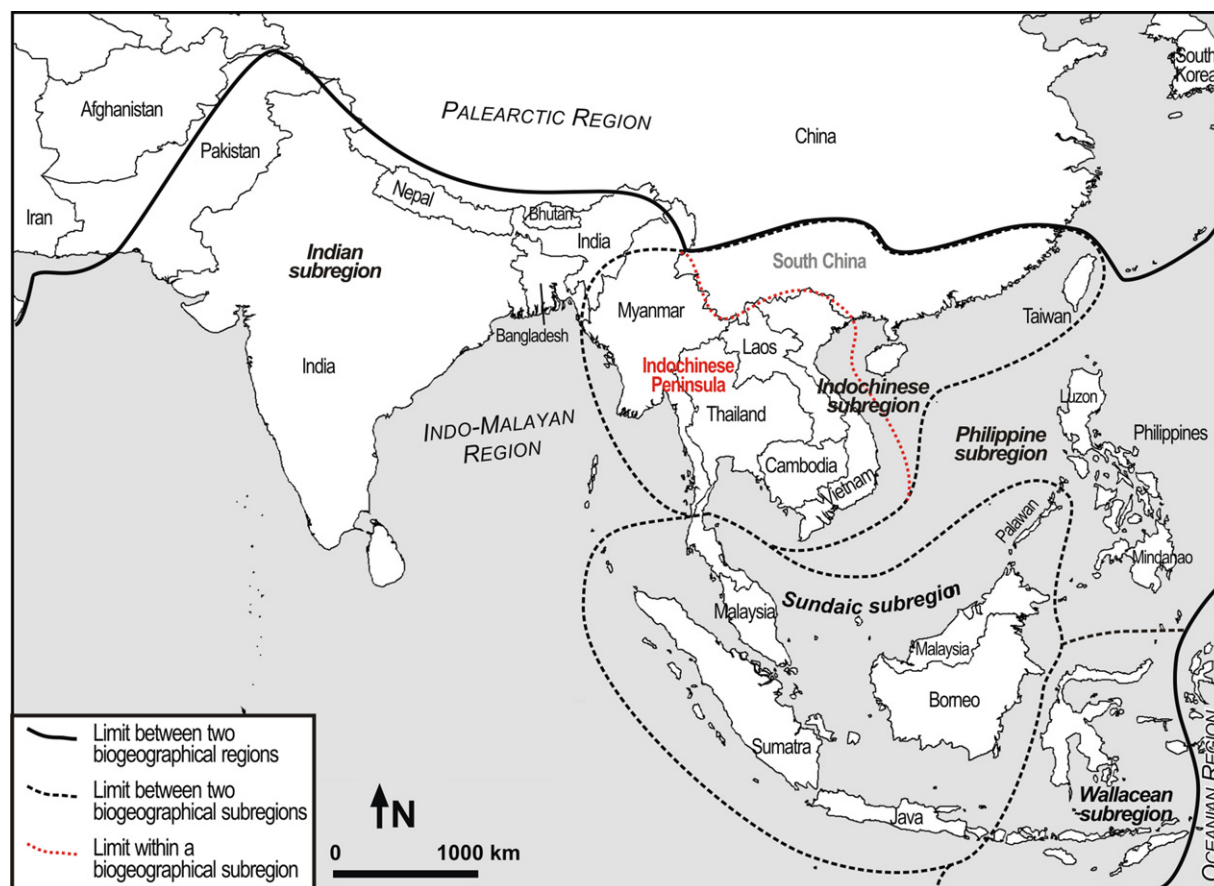 South
Korea
Afghanistan
PALEARCTIC REGION
China
Pakistan
Nepal
Iran
Bhutan
India
Indian
subregion
South China
Myanmar
Taiwan
Bangladesh
Laos
India
Indochinese
Peninsula
Indochinese
subregion
Luzon
Thailand
INDO-MALAYAN
REGION
Philippine
subregion
Philippines
Cambodia
Vietnam
Palawan
Mindanao
Malaysia
Sundaic subregion
Malaysia
Borneo
Sumatra
Wallacean
subregion
Java
OCEANIAN REGION
Limit between two
biogeographical regions
Limit between two
biogeographical subregions
Limit within a
biogeographical subregion
N
0 1000 km